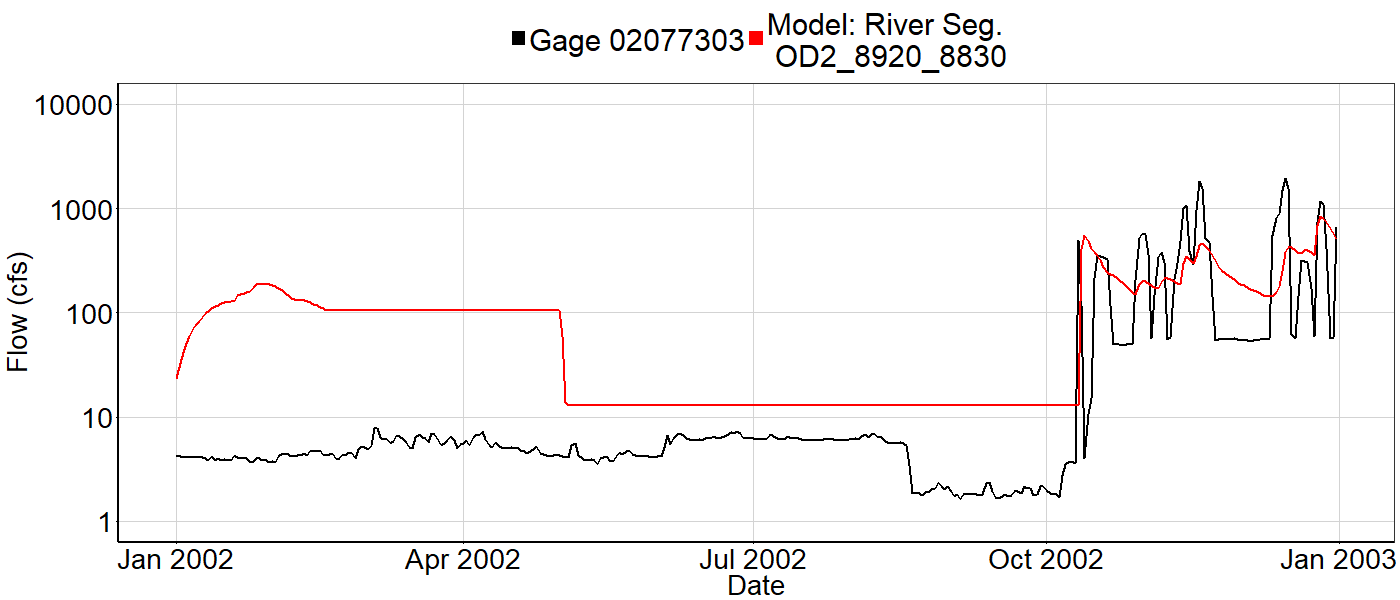 Gage 02077303
Model: River Seg.
OD2_8920_8830
10000
1000
100
10
1
Flow (cfs)
Jan 2002
Apr 2002
Jul 2002
Oct 2002
Jan 2003
Date